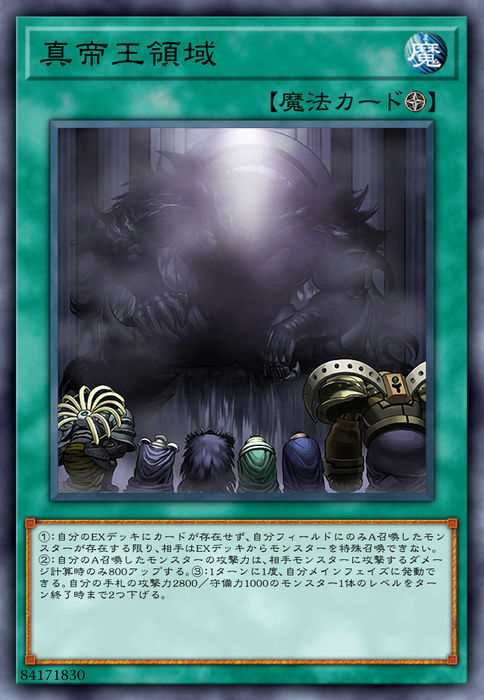 真帝王領域
魔
【魔法カード】
①:自分のEXデッキにカードが存在せず、自分フィールドにのみA召喚したモン
スターが存在する限り、相手はEXデッキからモンスターを特殊召喚できない。
②:自分のA召喚したモンスターの攻撃力は、相手モンスターに攻撃するダメー
ジ計算時のみ800アップする。③:1ターンに1度、自分メインフェイズに発動で
きる。自分の手札の攻撃力2800/守備力1000のモンスター1体のレベルをター
ン終了時まで2つ下げる。
84171830